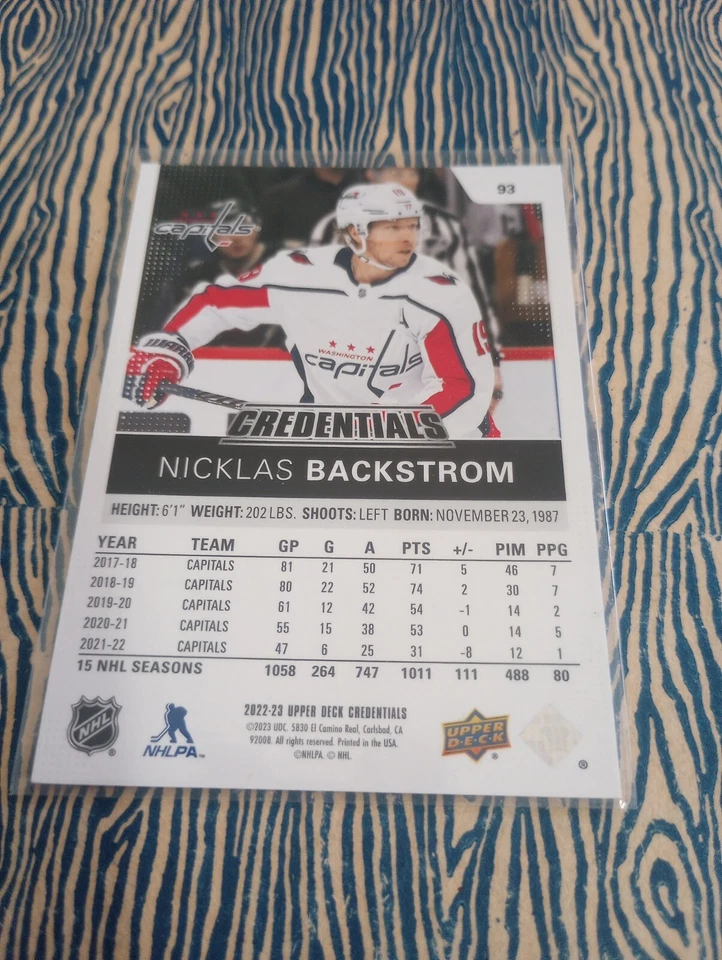 93
capitals
19
WARR
WASHINGTON
capitals
A
19
CREDENTIALS
NICKLAS BACKSTROM
HEIGHT: 6'1" WEIGHT: 202 LBS. SHOOTS: LEFT BORN: NOVEMBER 23, 1987
YEAR TEAM GP G A PTS +/- PIM PPG
2017-18 CAPITALS 81 21 50 71 5 46 7
2018-19 CAPITALS 80 22 52 74 2 30 7
2019-20 CAPITALS 61 12 42 54 -1 14 2
2020-21 CAPITALS 55 15 38 53 0 14 5
2021-22 CAPITALS 47 6 25 31 -8 12 1
15 NHL SEASONS 1058 264 747 1011 111 488 80
2022-23 UPPER DECK CREDENTIALS
©2023 UDC. 5830 El Camino Real, Carlsbad, CA
92008. All rights reserved. Printed in the USA.
©NHLPA © NHL
NHL ®
NHLPA™
UPPER
D·E·C·K ®
®